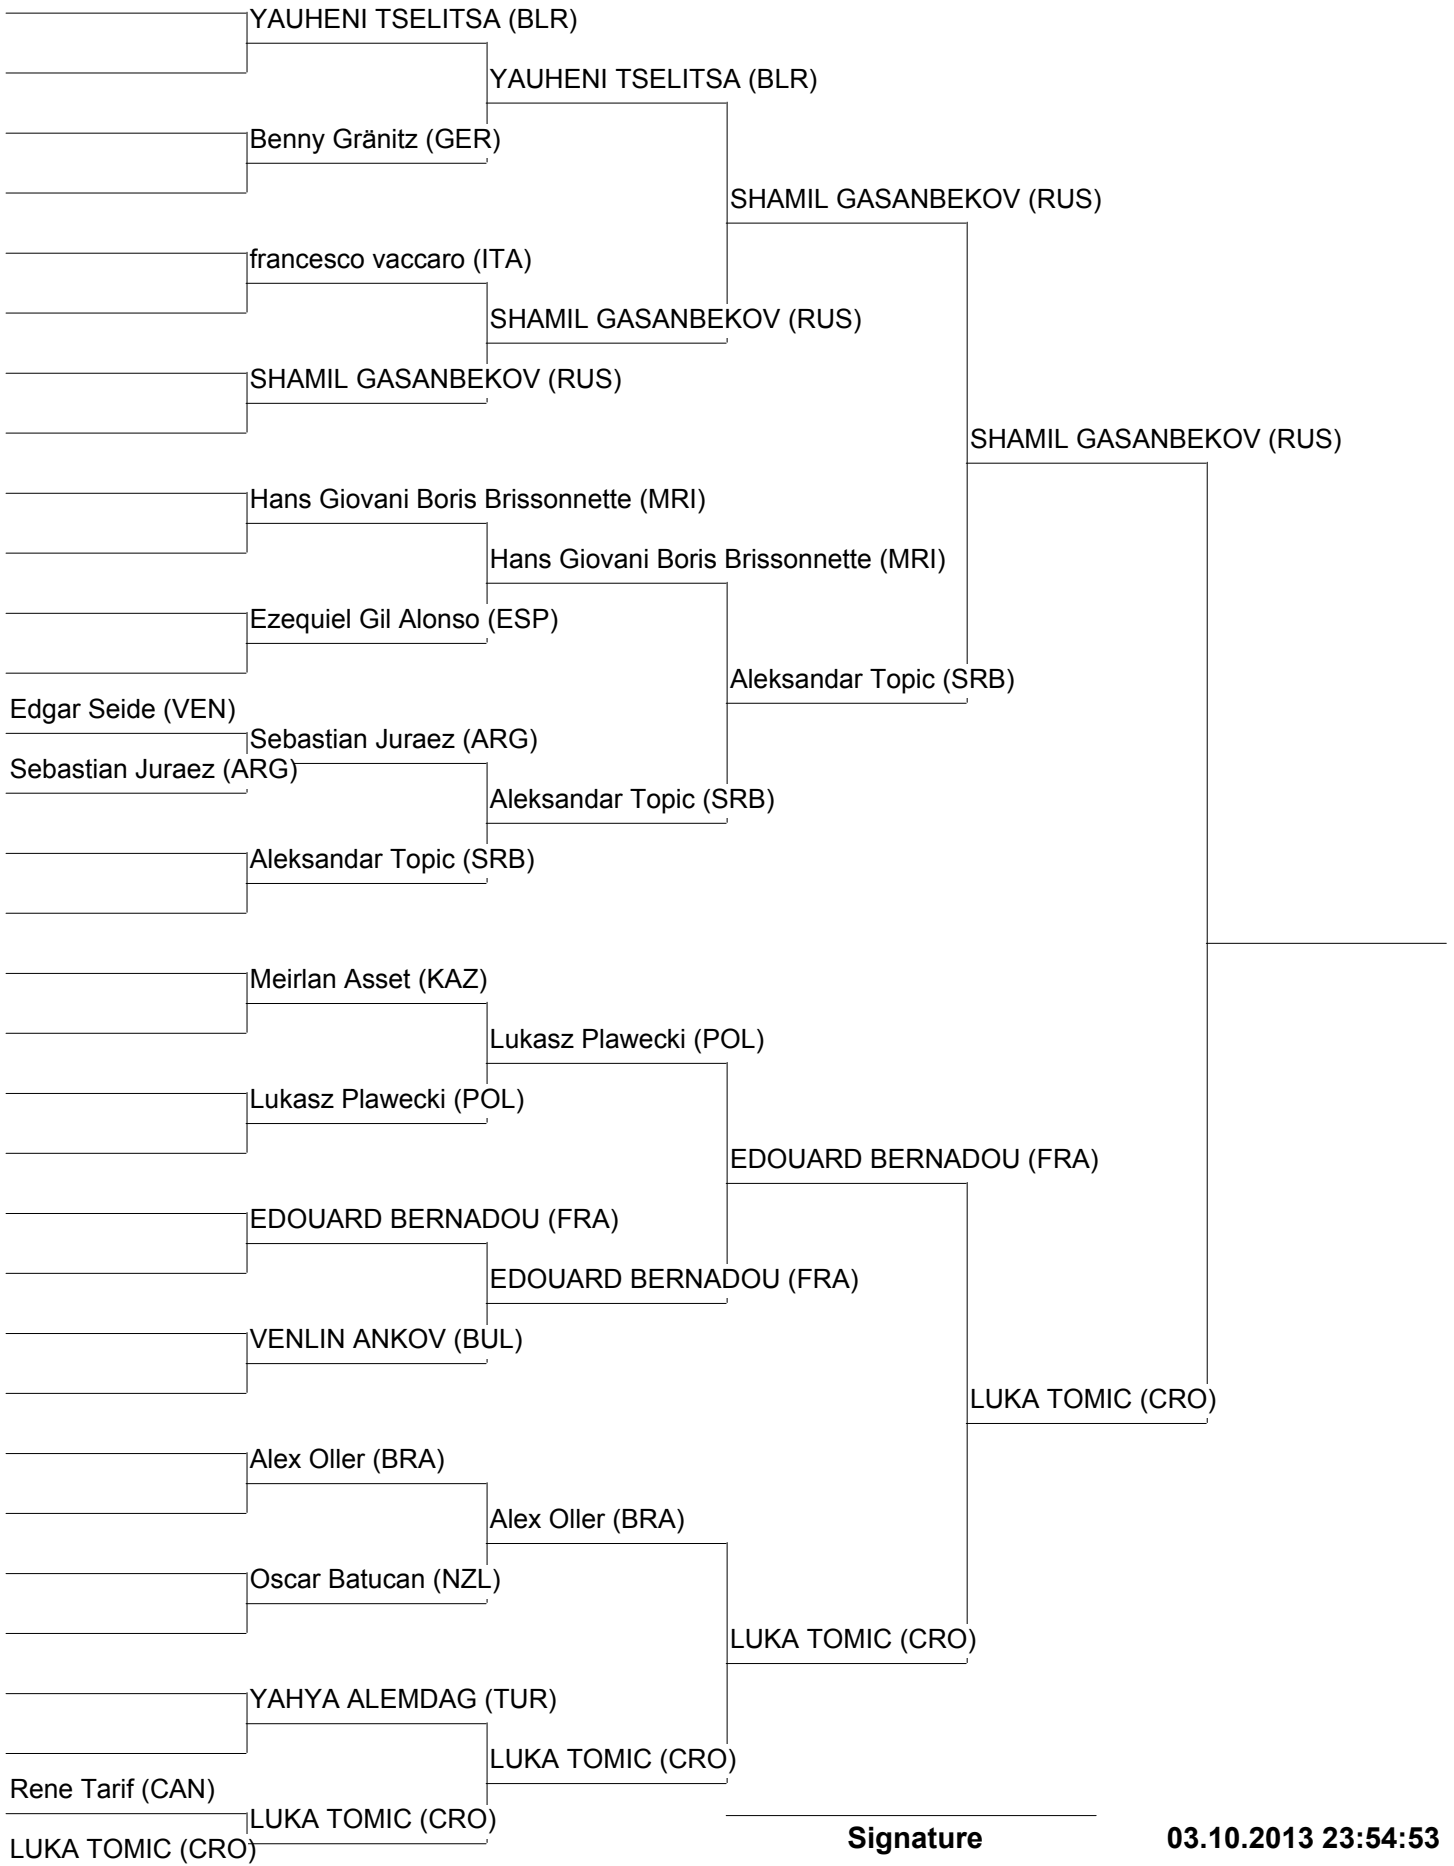 YAUHENI TSELITSA (BLR)
YAUHENI TSELITSA (BLR)
Benny Gränitz (GER)
SHAMIL GASANBEKOV (RUS)
francesco vaccaro (ITA)
SHAMIL GASANBEKOV (RUS)
SHAMIL GASANBEKOV (RUS)
SHAMIL GASANBEKOV (RUS)
Hans Giovani Boris Brissonnette (MRI)
Hans Giovani Boris Brissonnette (MRI)
Ezequiel Gil Alonso (ESP)
Aleksandar Topic (SRB)
Edgar Seide (VEN)
Sebastian Juraez (ARG)
Sebastian Juraez (ARG)
Aleksandar Topic (SRB)
Aleksandar Topic (SRB)
Meirlan Asset (KAZ)
Lukasz Plawecki (POL)
Lukasz Plawecki (POL)
EDOUARD BERNADOU (FRA)
EDOUARD BERNADOU (FRA)
EDOUARD BERNADOU (FRA)
VENLIN ANKOV (BUL)
LUKA TOMIC (CRO)
Alex Oller (BRA)
Alex Oller (BRA)
Oscar Batucan (NZL)
LUKA TOMIC (CRO)
YAHYA ALEMDAG (TUR)
LUKA TOMIC (CRO)
Rene Tarif (CAN)
LUKA TOMIC (CRO)
LUKA TOMIC (CRO)
Signature
03.10.2013 23:54:53